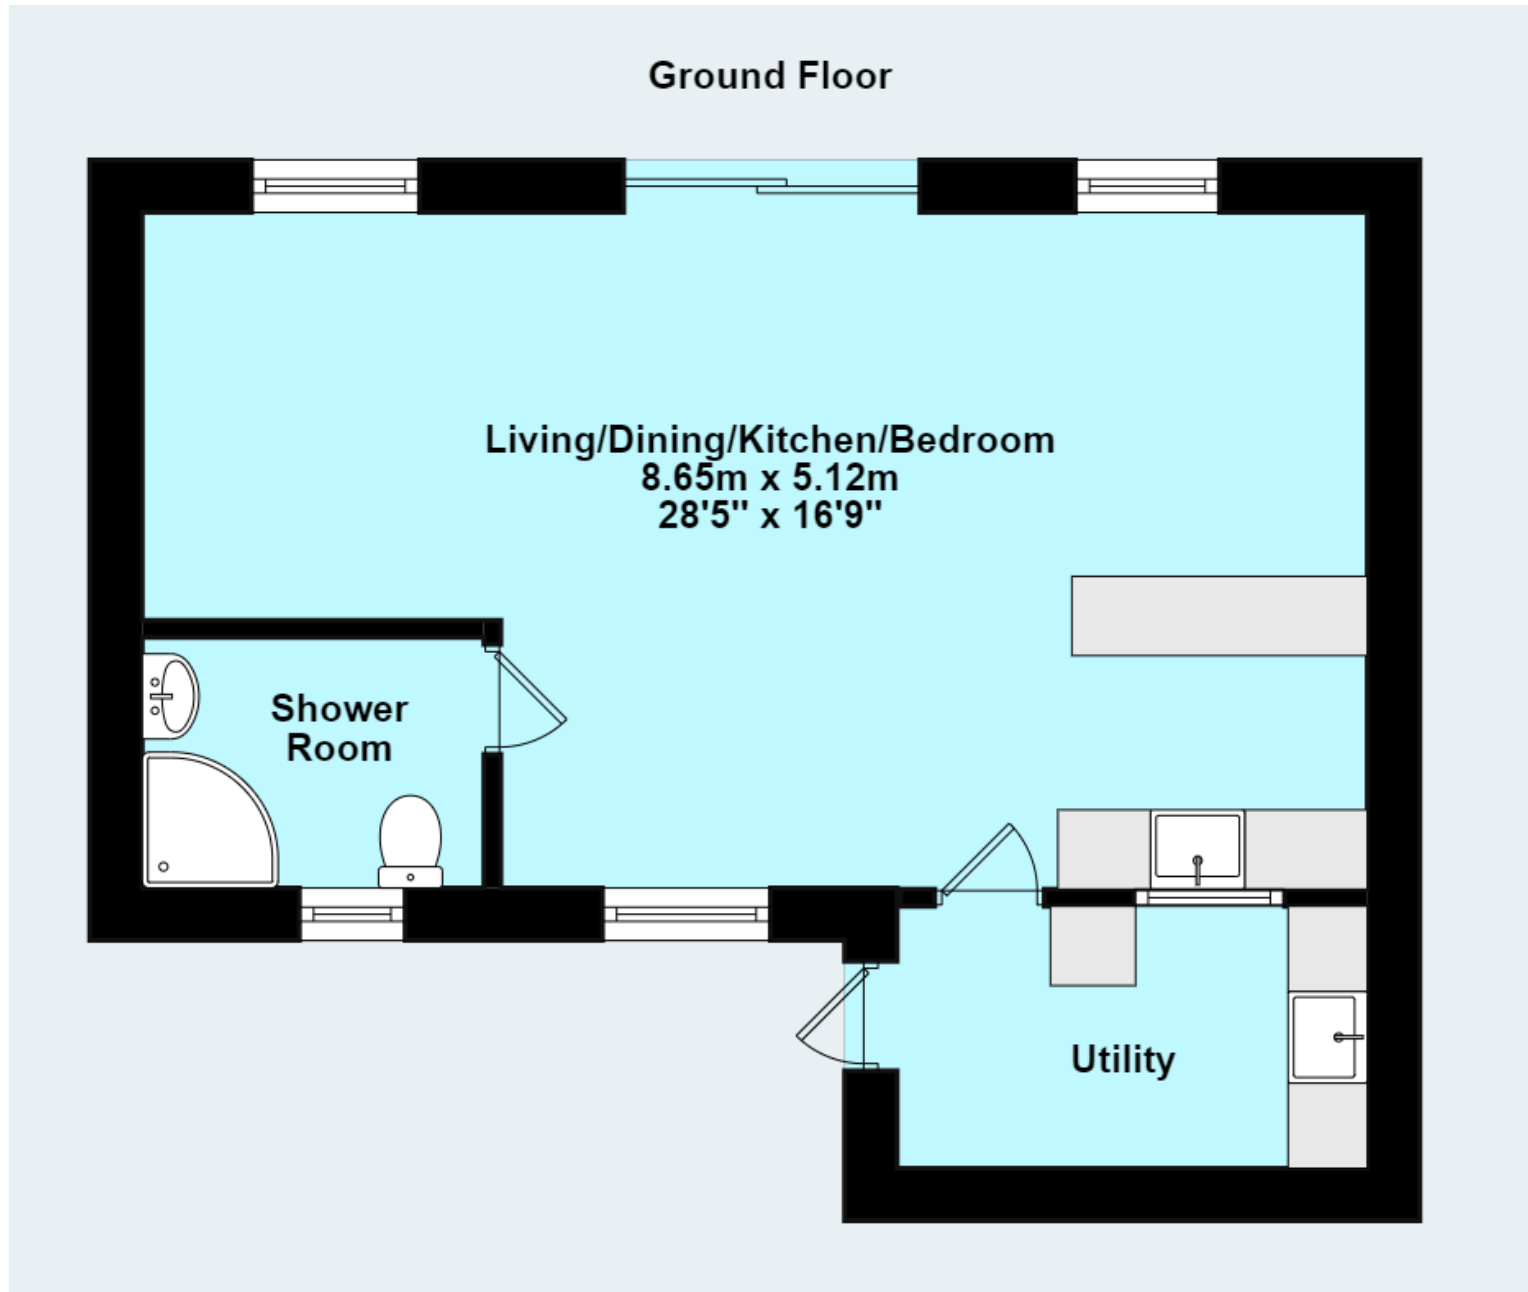 Ground Floor
Living/Dining/Kitchen/Bedroom
8.65m x 5.12m
28'5" x 16'9"
Shower
Room
Utility